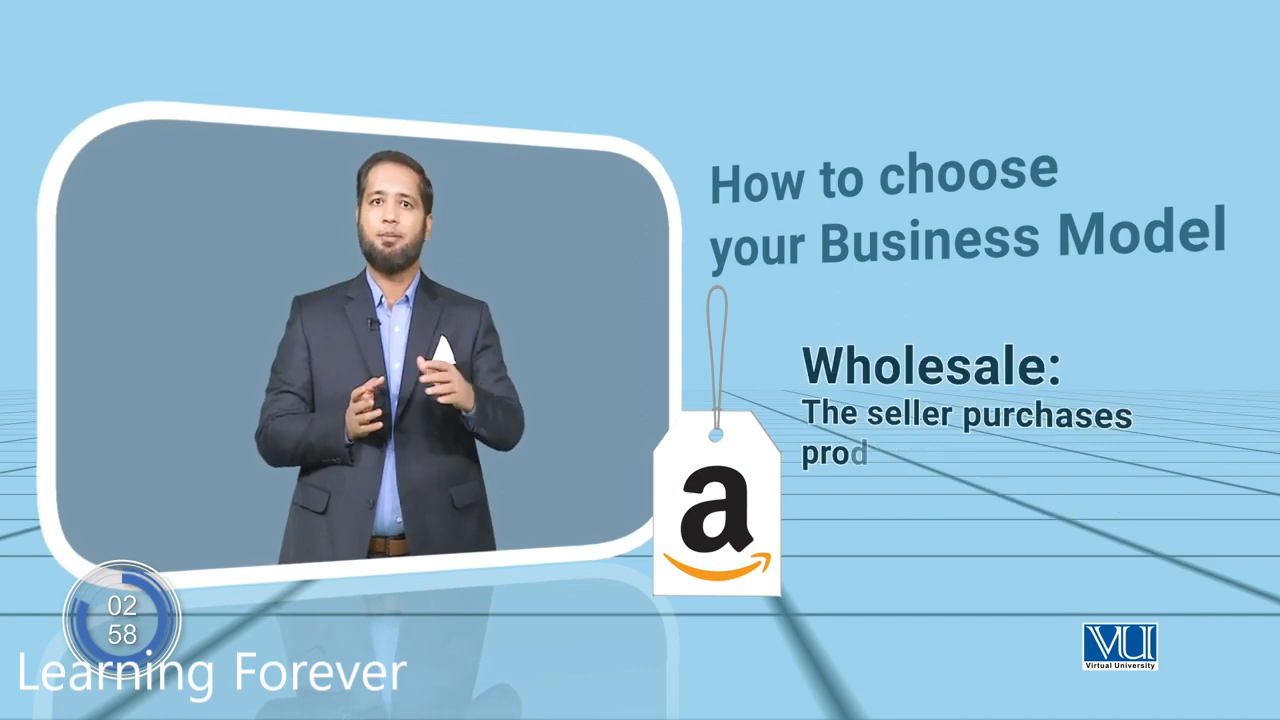 How to choose
your Business Model
Wholesale:
The seller purchases
prod
a
02
58
Learning Forever
VU
Virtual University